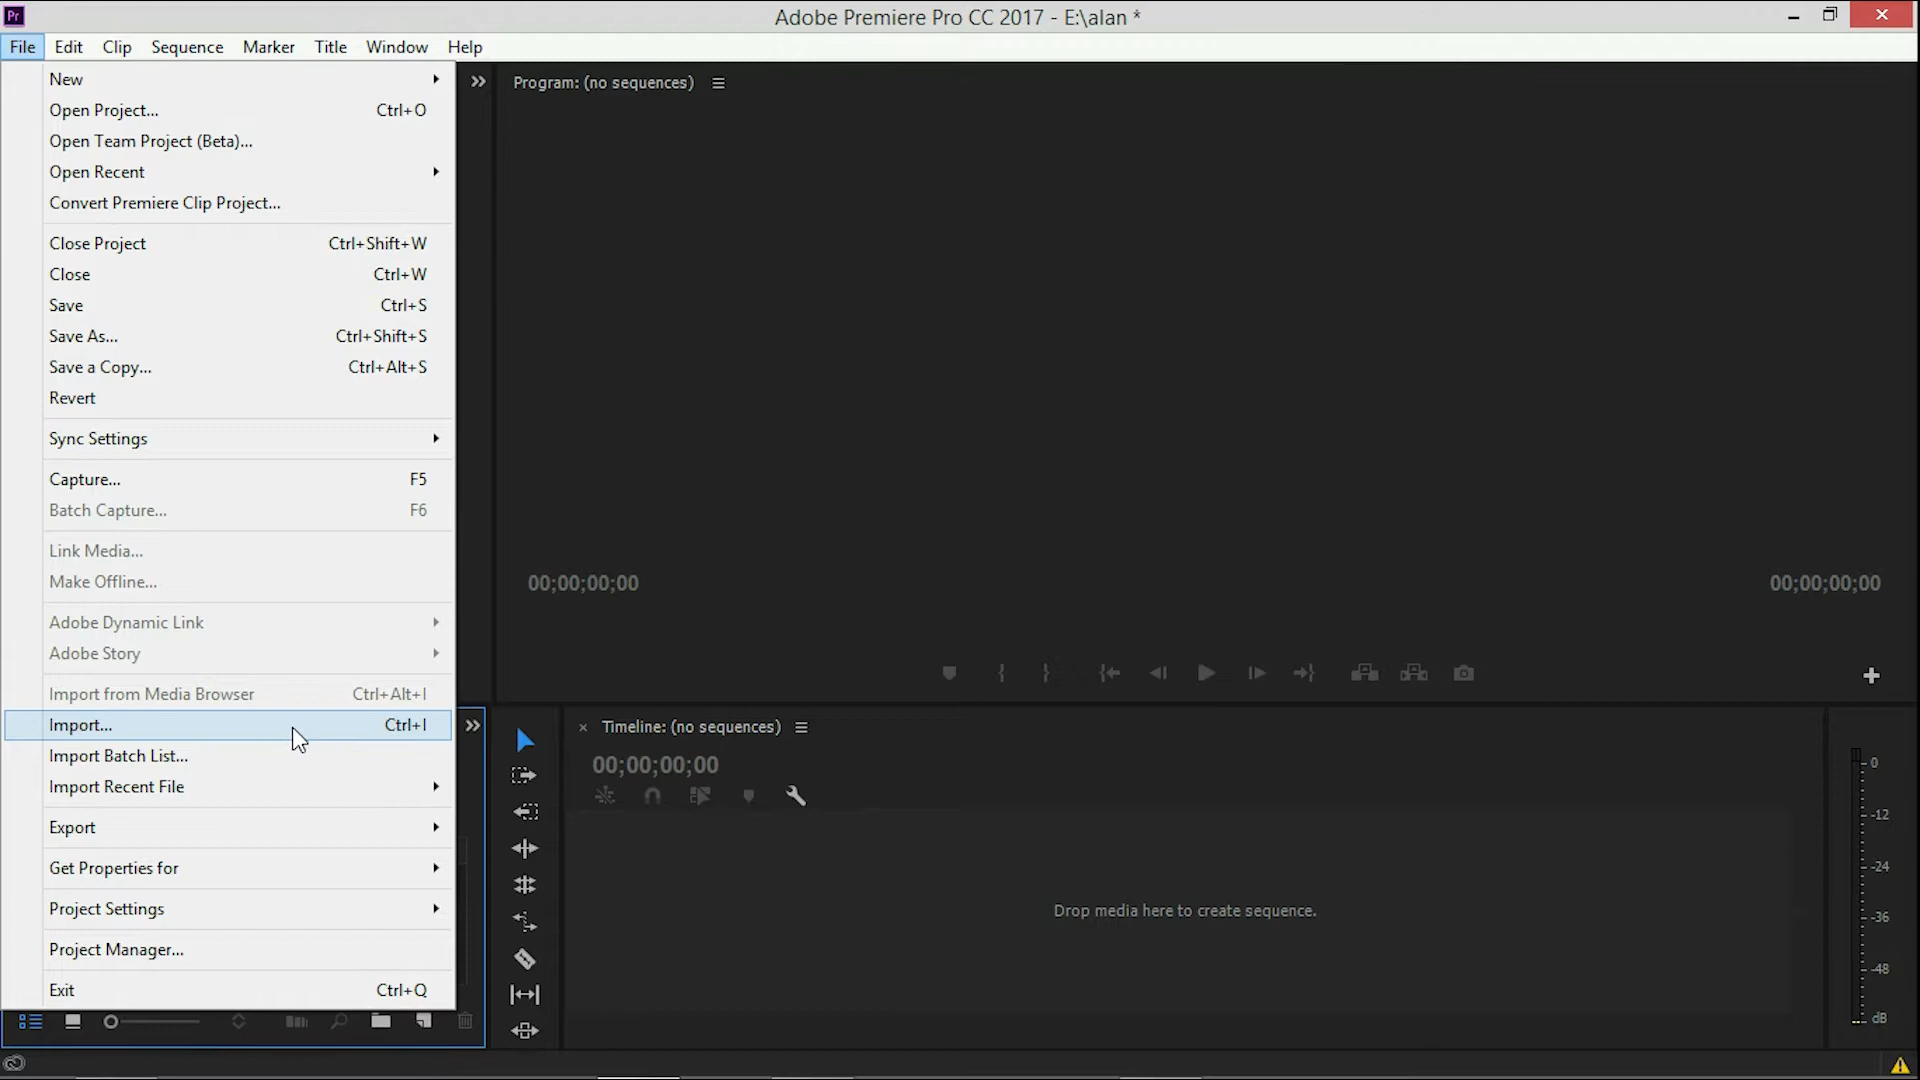 Pr
Adobe Premiere Pro CC 2017 - E:\alan *
File Edit Clip Sequence Marker Title Window Help
New
Open Project... Ctrl+O
Open Team Project (Beta)...
Open Recent
Convert Premiere Clip Project...
Close Project Ctrl+Shift+W
Close Ctrl+W
Save Ctrl+S
Save As... Ctrl+Shift+S
Save a Copy... Ctrl+Alt+S
Revert
Sync Settings
Capture... F5
Batch Capture... F6
Link Media...
Make Offline...
Adobe Dynamic Link
Adobe Story
Import from Media Browser Ctrl+Alt+I
Import... Ctrl+I
Import Batch List...
Import Recent File
Export
Get Properties for
Project Settings
Project Manager...
Exit Ctrl+Q
Program: (no sequences)
00;00;00;00
00;00;00;00
Timeline: (no sequences)
00;00;00;00
Drop media here to create sequence.
0
-12
-24
-36
-48
dB